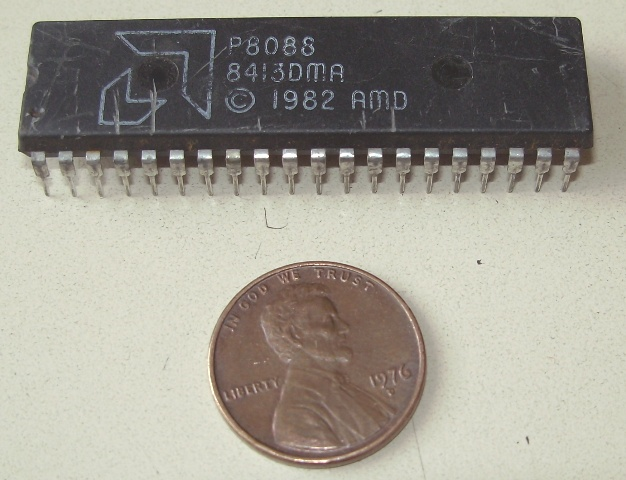 P8088
8413DMA
© 1982 AMD
IN GOD WE TRUST
LIBERTY
1976